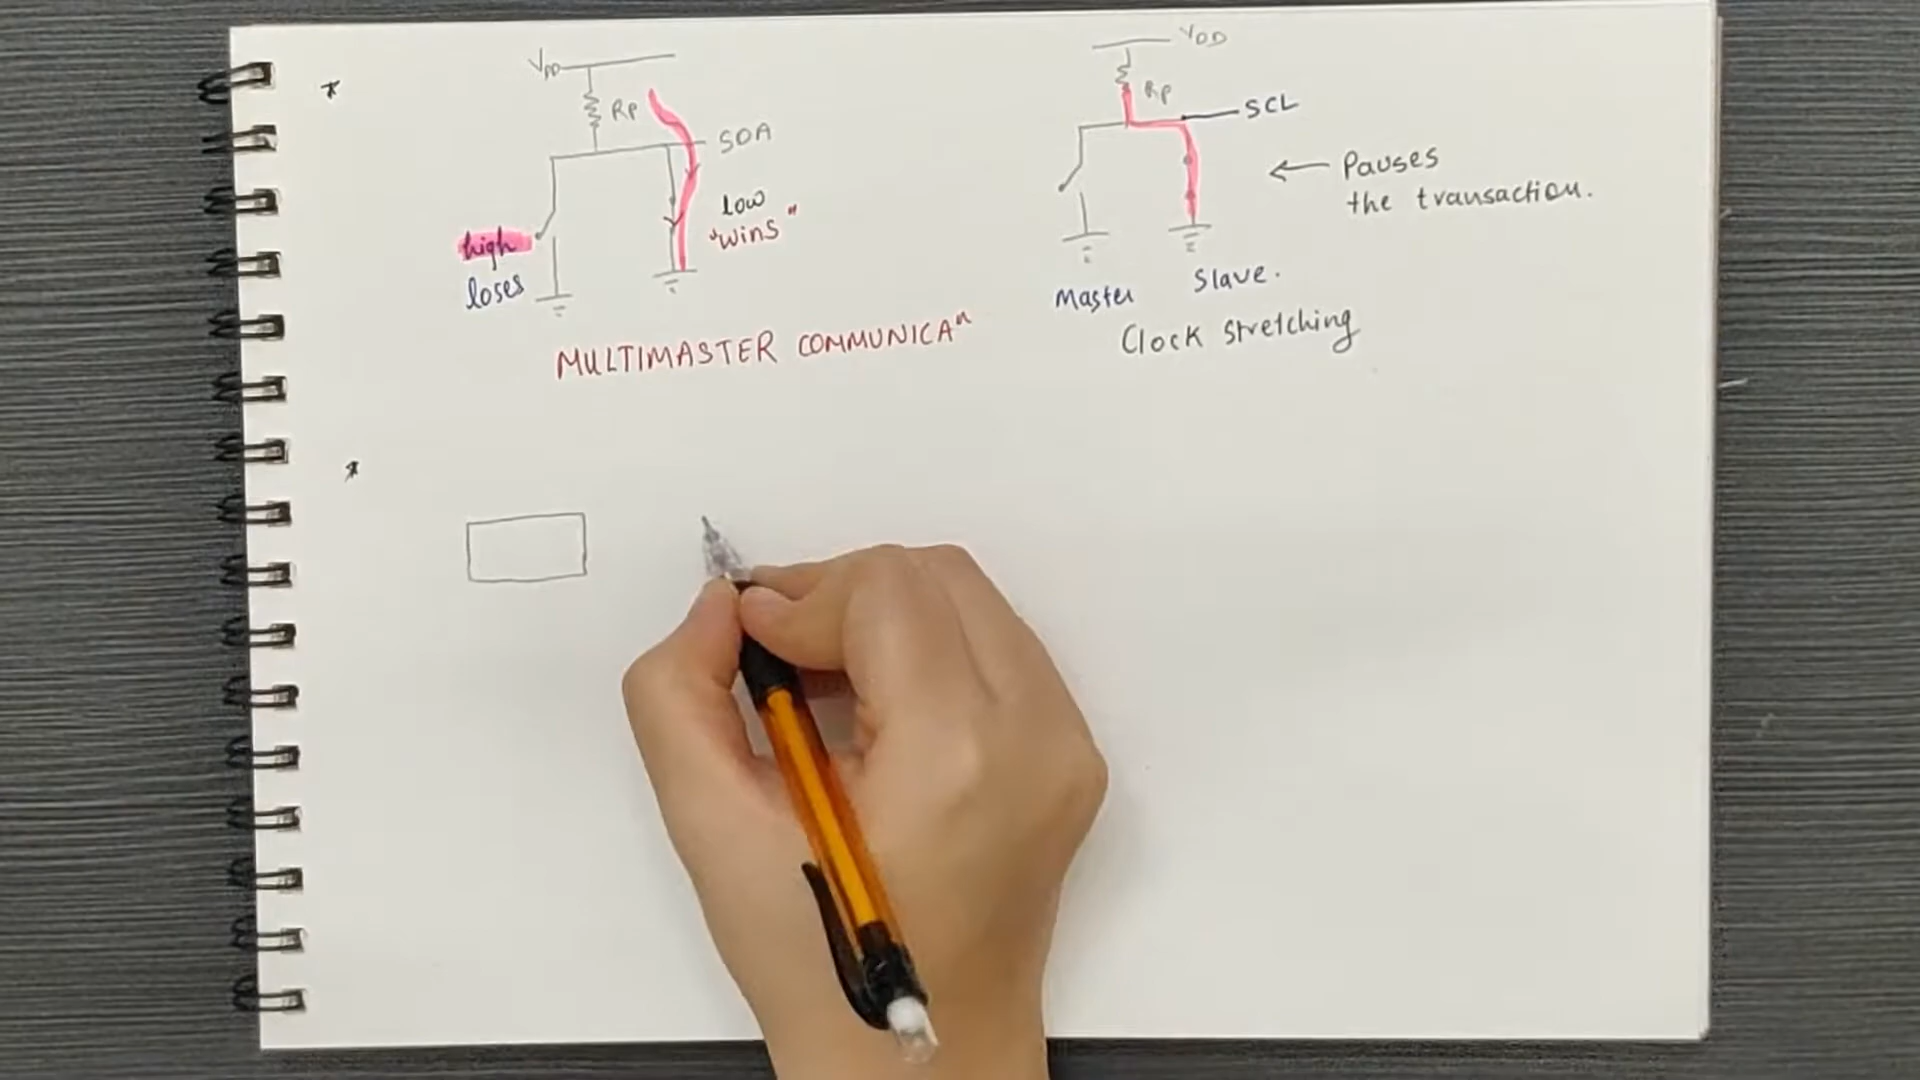 *
VDD
Rp
SDA
low
"wins"
high
loses
MULTIMASTER COMMUNICAⁿ
VDD
Rp
SCL
← Pauses
the transaction.
Master
Slave.
Clock stretching
*